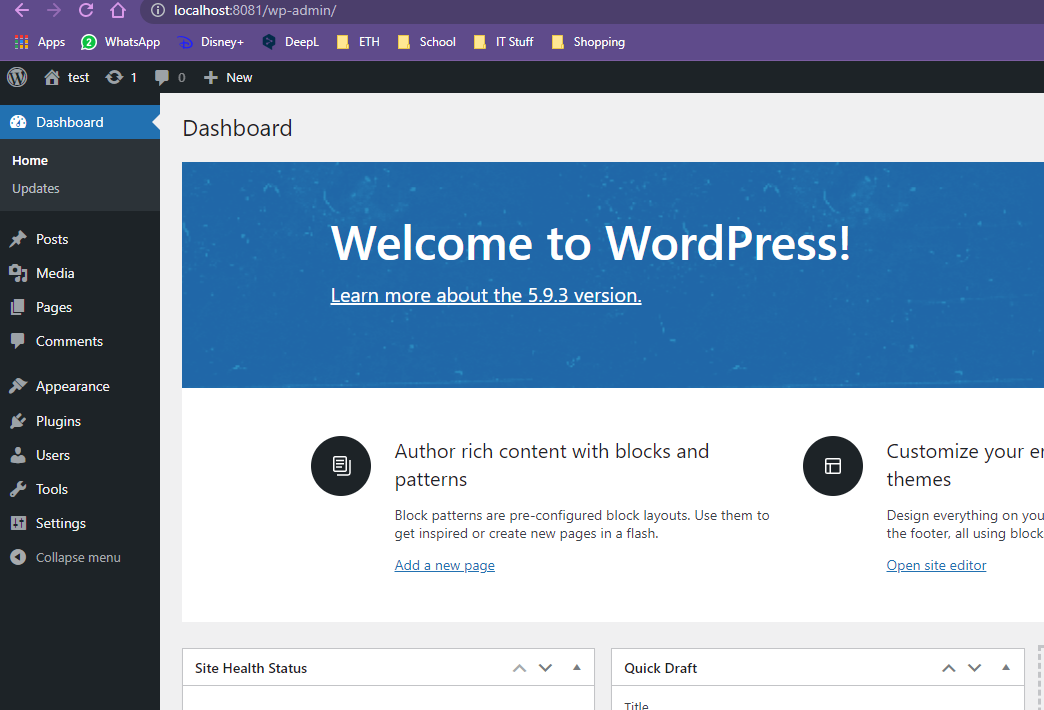 localhost:8081/wp-admin/
Apps 2 WhatsApp Disney+ DeepL ETH School IT Stuff Shopping
test 1 0 New
Dashboard
Home
Updates
Posts
Media
Pages
Comments
Appearance
Plugins
Users
Tools
Settings
Collapse menu
Dashboard
Welcome to WordPress!
Learn more about the 5.9.3 version.
Author rich content with blocks and
patterns
Block patterns are pre-configured block layouts. Use them to
get inspired or create new pages in a flash.
Add a new page
Customize your en
themes
Design everything on you
the footer, all using block
Open site editor
Site Health Status
Quick Draft
Title